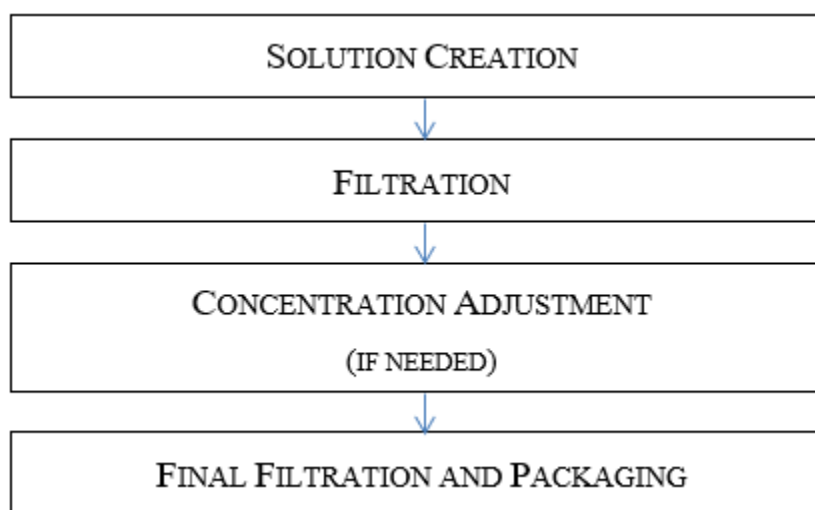 SOLUTION CREATION
FILTRATION
CONCENTRATION ADJUSTMENT
(IF NEEDED)
FINAL FILTRATION AND PACKAGING